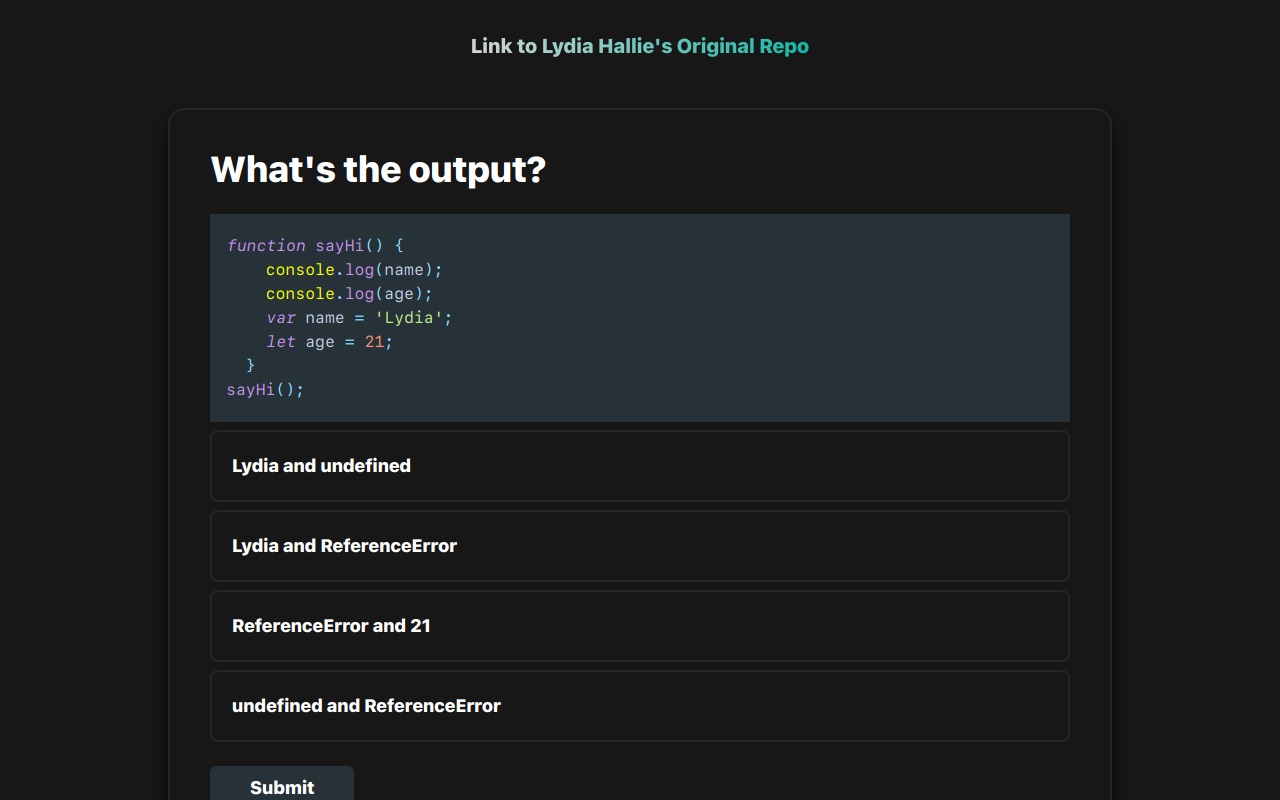 Link to Lydia Hallie's Original Repo
What's the output?
function sayHi() {
    console.log(name);
    console.log(age);
    var name = 'Lydia';
    let age = 21;
  }
sayHi();
Lydia and undefined
Lydia and ReferenceError
ReferenceError and 21
undefined and ReferenceError
Submit